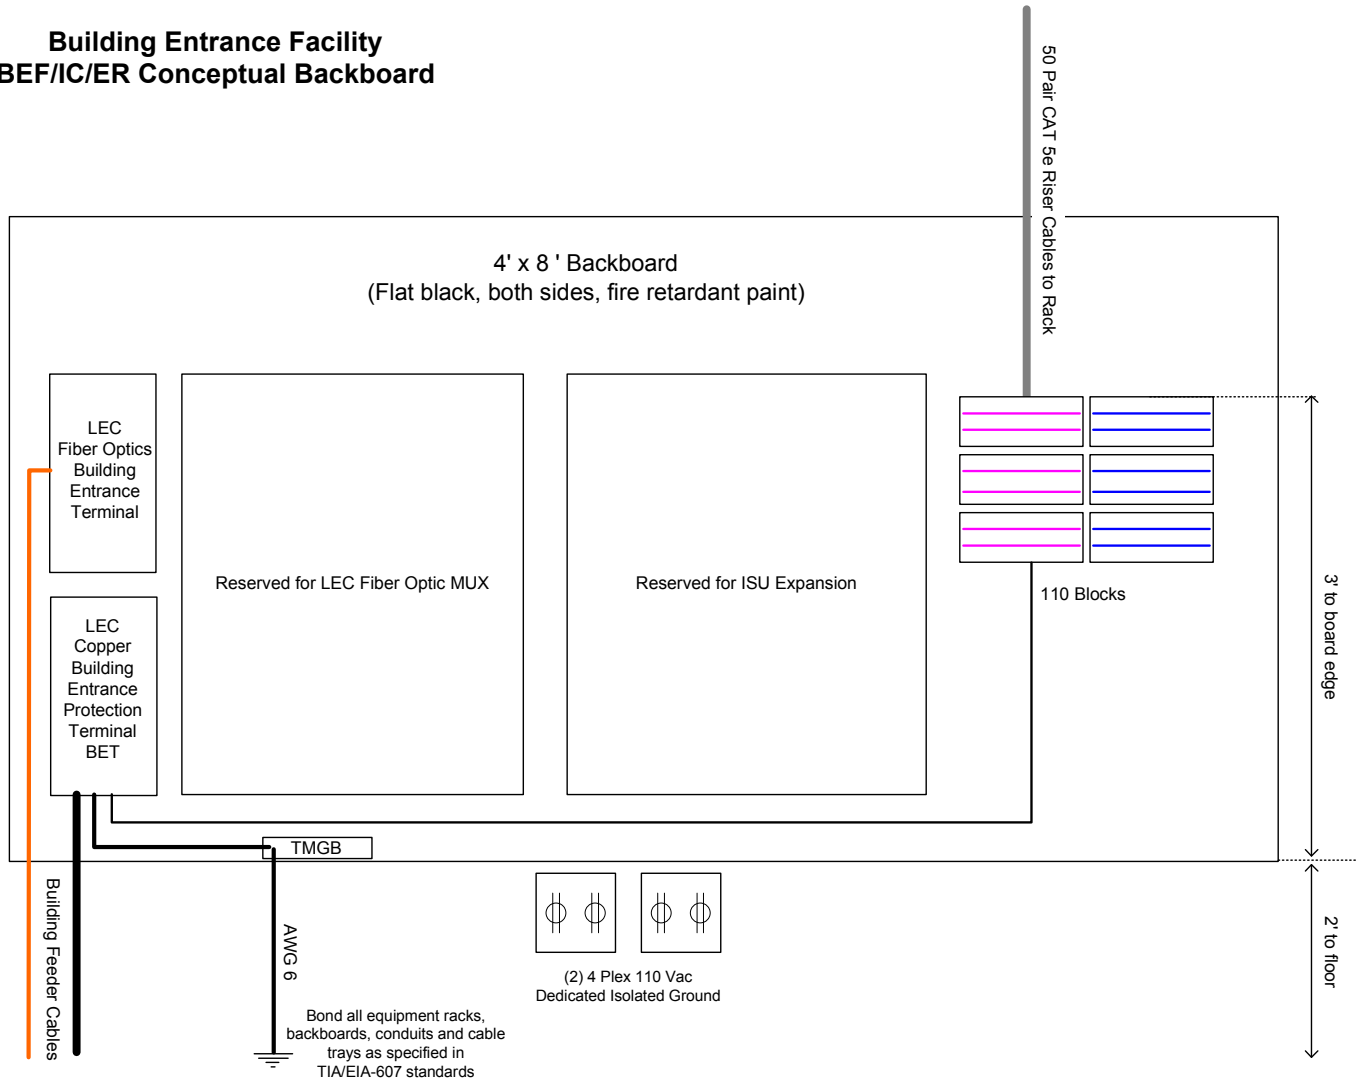 Building Entrance Facility
BEF/IC/ER Conceptual Backboard
50 Pair CAT 5e Riser Cables to Rack
4' x 8 ' Backboard
(Flat black, both sides, fire retardant paint)
LEC
Fiber Optics
Building
Entrance
Terminal
Reserved for LEC Fiber Optic MUX
Reserved for ISU Expansion
110 Blocks
3' to board edge
LEC
Copper
Building
Entrance
Protection
Terminal
BET
TMGB
Building Feeder Cables
AWG 6
(2) 4 Plex 110 Vac
Dedicated Isolated Ground
2' to floor
Bond all equipment racks,
backboards, conduits and cable
trays as specified in
TIA/EIA-607 standards